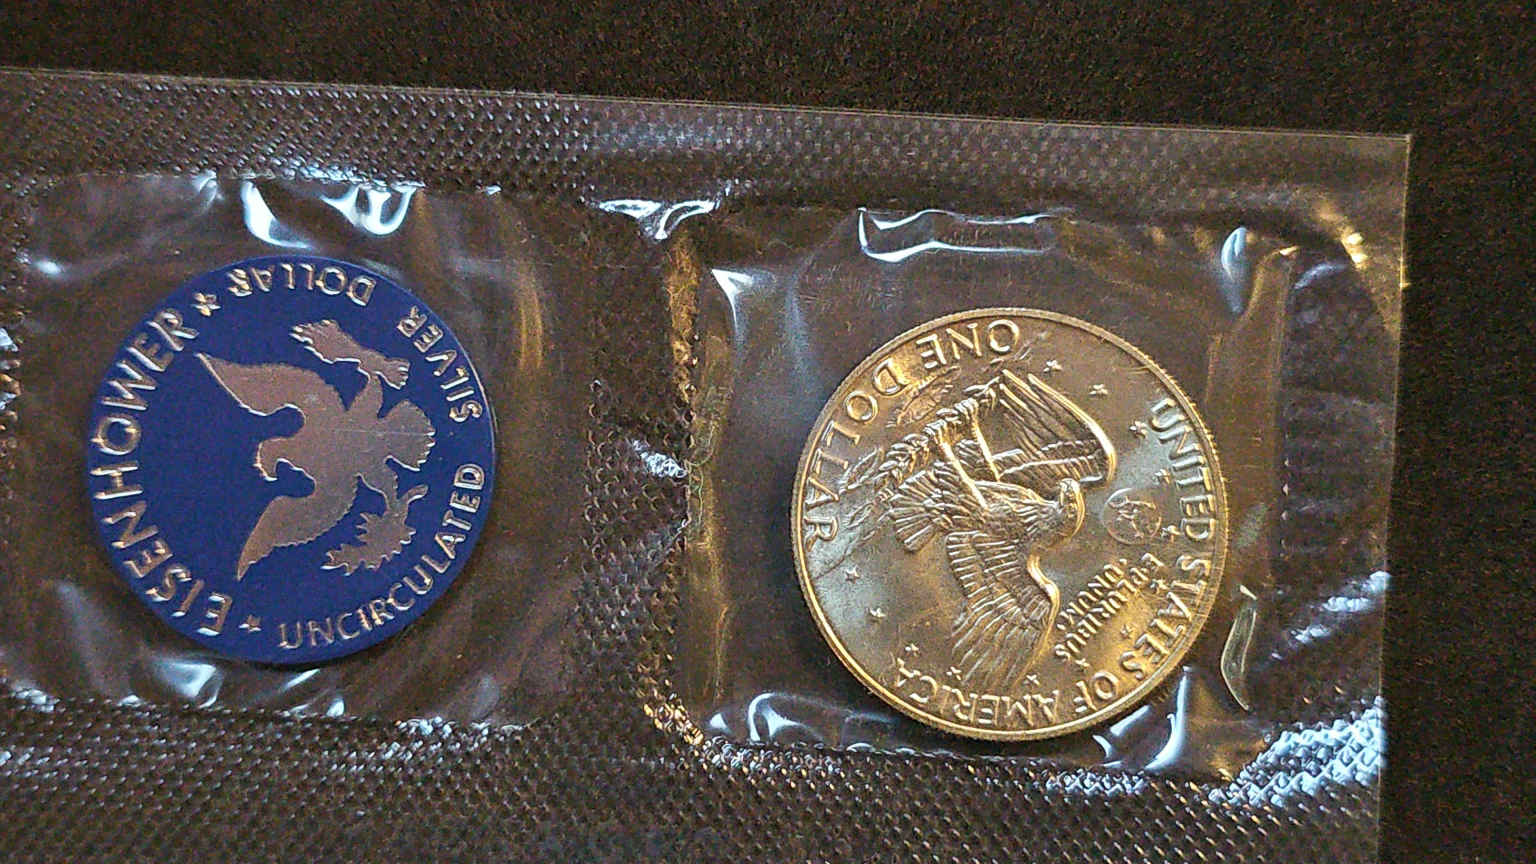 EISENHOWER ★ DOLLAR
SILVER
UNCIRCULATED ★
UNITED STATES OF AMERICA
E PLURIBUS
UNUM
ONE DOLLAR